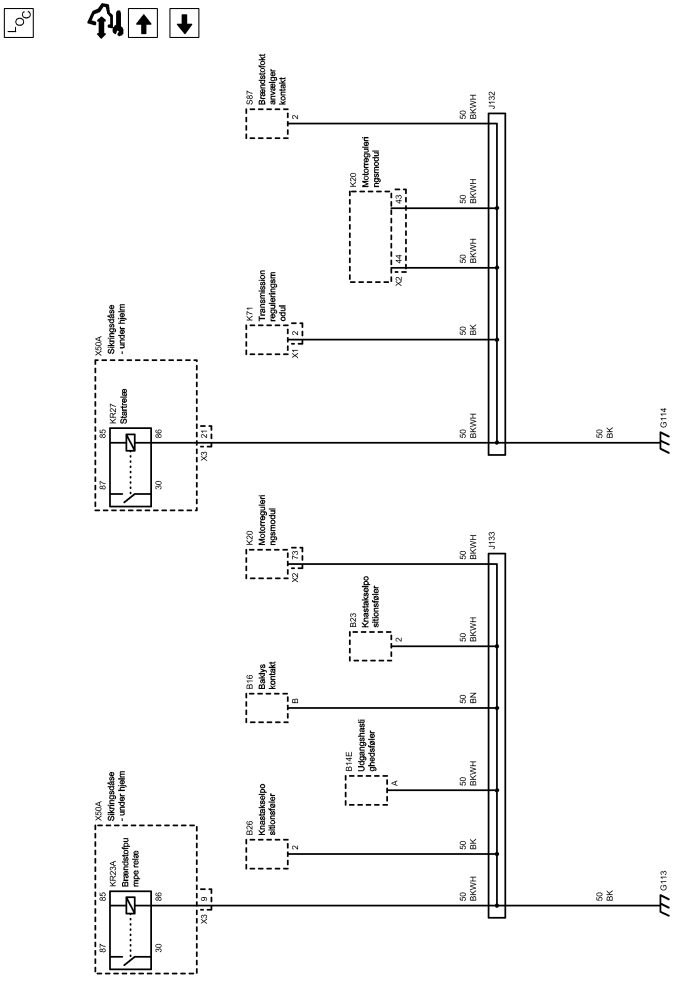 LOC
S87
Brændstofokt
anvælger
kontakt
2
50
BKWH
J132
K20
Motorreguleri
ngsmodul
43
50
BKWH
44
X2
50
BKWH
K71
Transmission
reguleringsm
odul
2
X1
50
BK
X50A
Sikringsdåse
- under hjelm
KR27
Startrelæ
85
86
87
30
21
X3
50
BKWH
50
BK
G114
K20
Motorreguleri
ngsmodul
73
X2
50
BKWH
J133
B23
Knastakselpo
sitionsføler
2
50
BKWH
B16
Baklys
kontakt
B
50
BN
B14E
Udgangshasti
ghedsføler
A
50
BKWH
B26
Knastakselpo
sitionsføler
2
50
BK
X50A
Sikringsdåse
- under hjelm
KR23A
Brændstofpu
mpe relæ
85
86
87
30
9
X3
50
BKWH
50
BK
G113